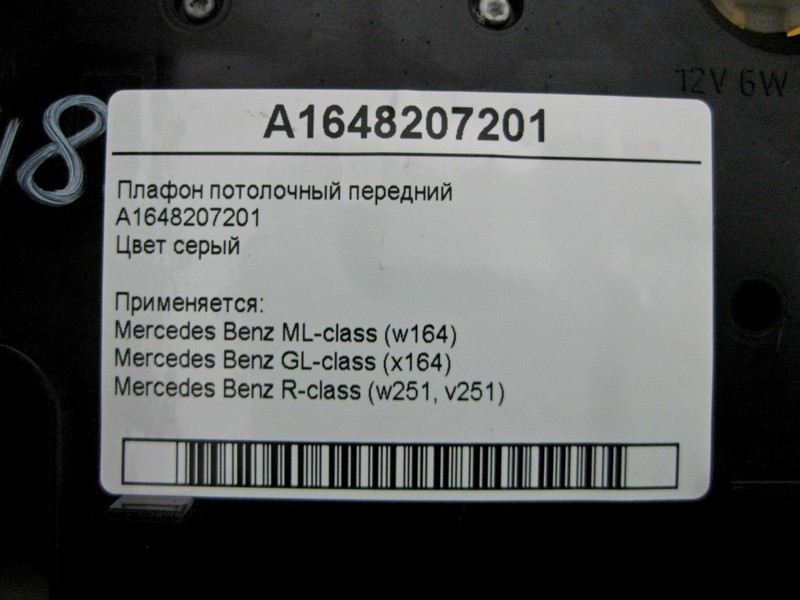 12V 6W
18
A1648207201
Плафон потолочный передний
A1648207201
Цвет серый
Применяется:
Mercedes Benz ML-class (w164)
Mercedes Benz GL-class (x164)
Mercedes Benz R-class (w251, v251)